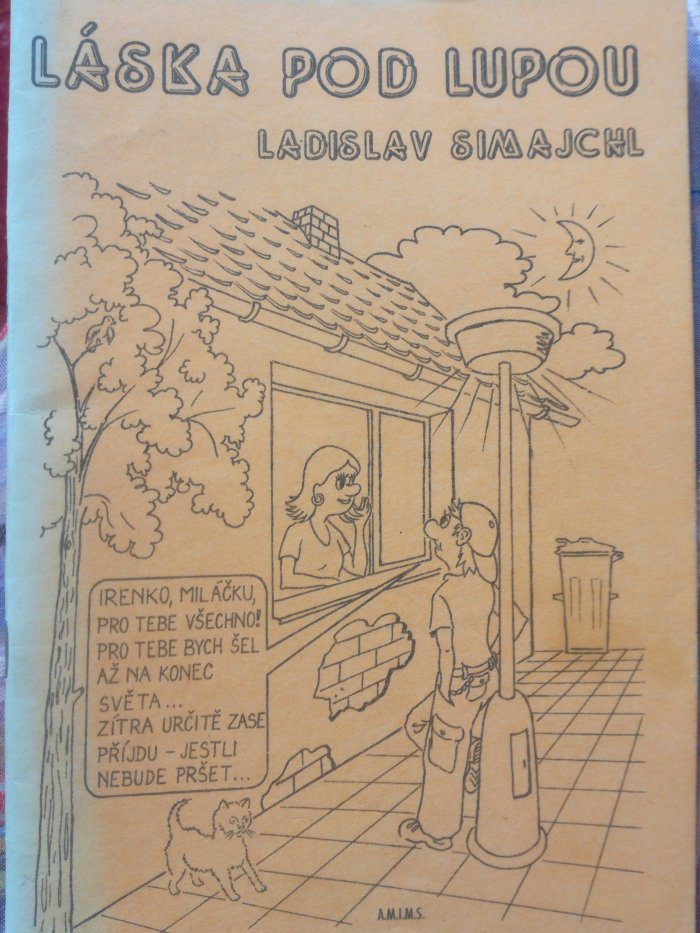 LÁSKA POD LUPOU
LADISLAV SIMAJCHL
IRENKO, MILÁČKU,
PRO TEBE VŠECHNO!
PRO TEBE BYCH ŠEL
AŽ NA KONEC
SVĚTA...
ZÍTRA URČITĚ ZASE
PŘÍJDU - JESTLI
NEBUDE PRŠET...
A.M.I.M.S.